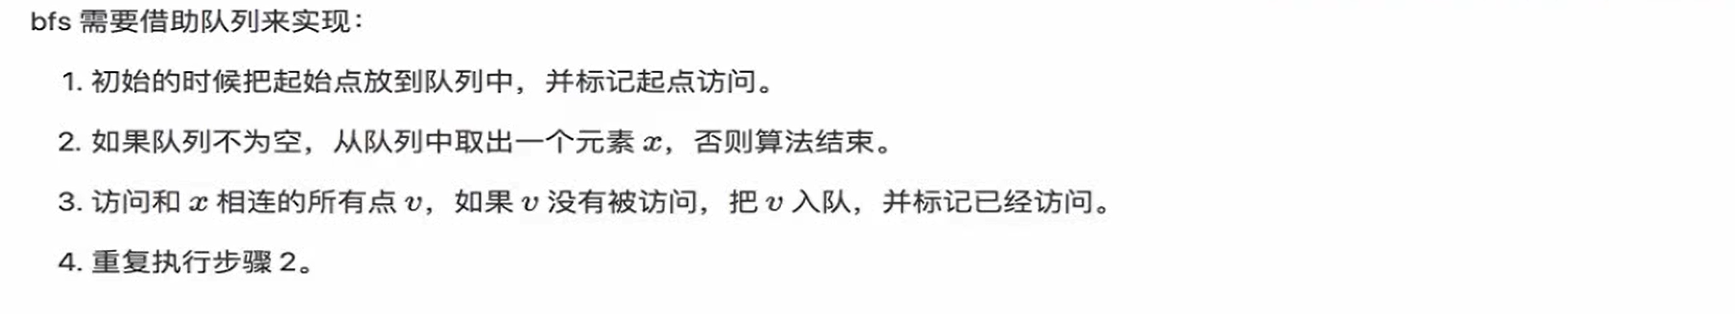 bfs 需要借助队列来实现：
1. 初始的时候把起始点放到队列中，并标记起点访问。
2. 如果队列不为空，从队列中取出一个元素 x，否则算法结束。
3. 访问和 x 相连的所有点 v，如果 v 没有被访问，把 v 入队，并标记已经访问。
4. 重复执行步骤 2。